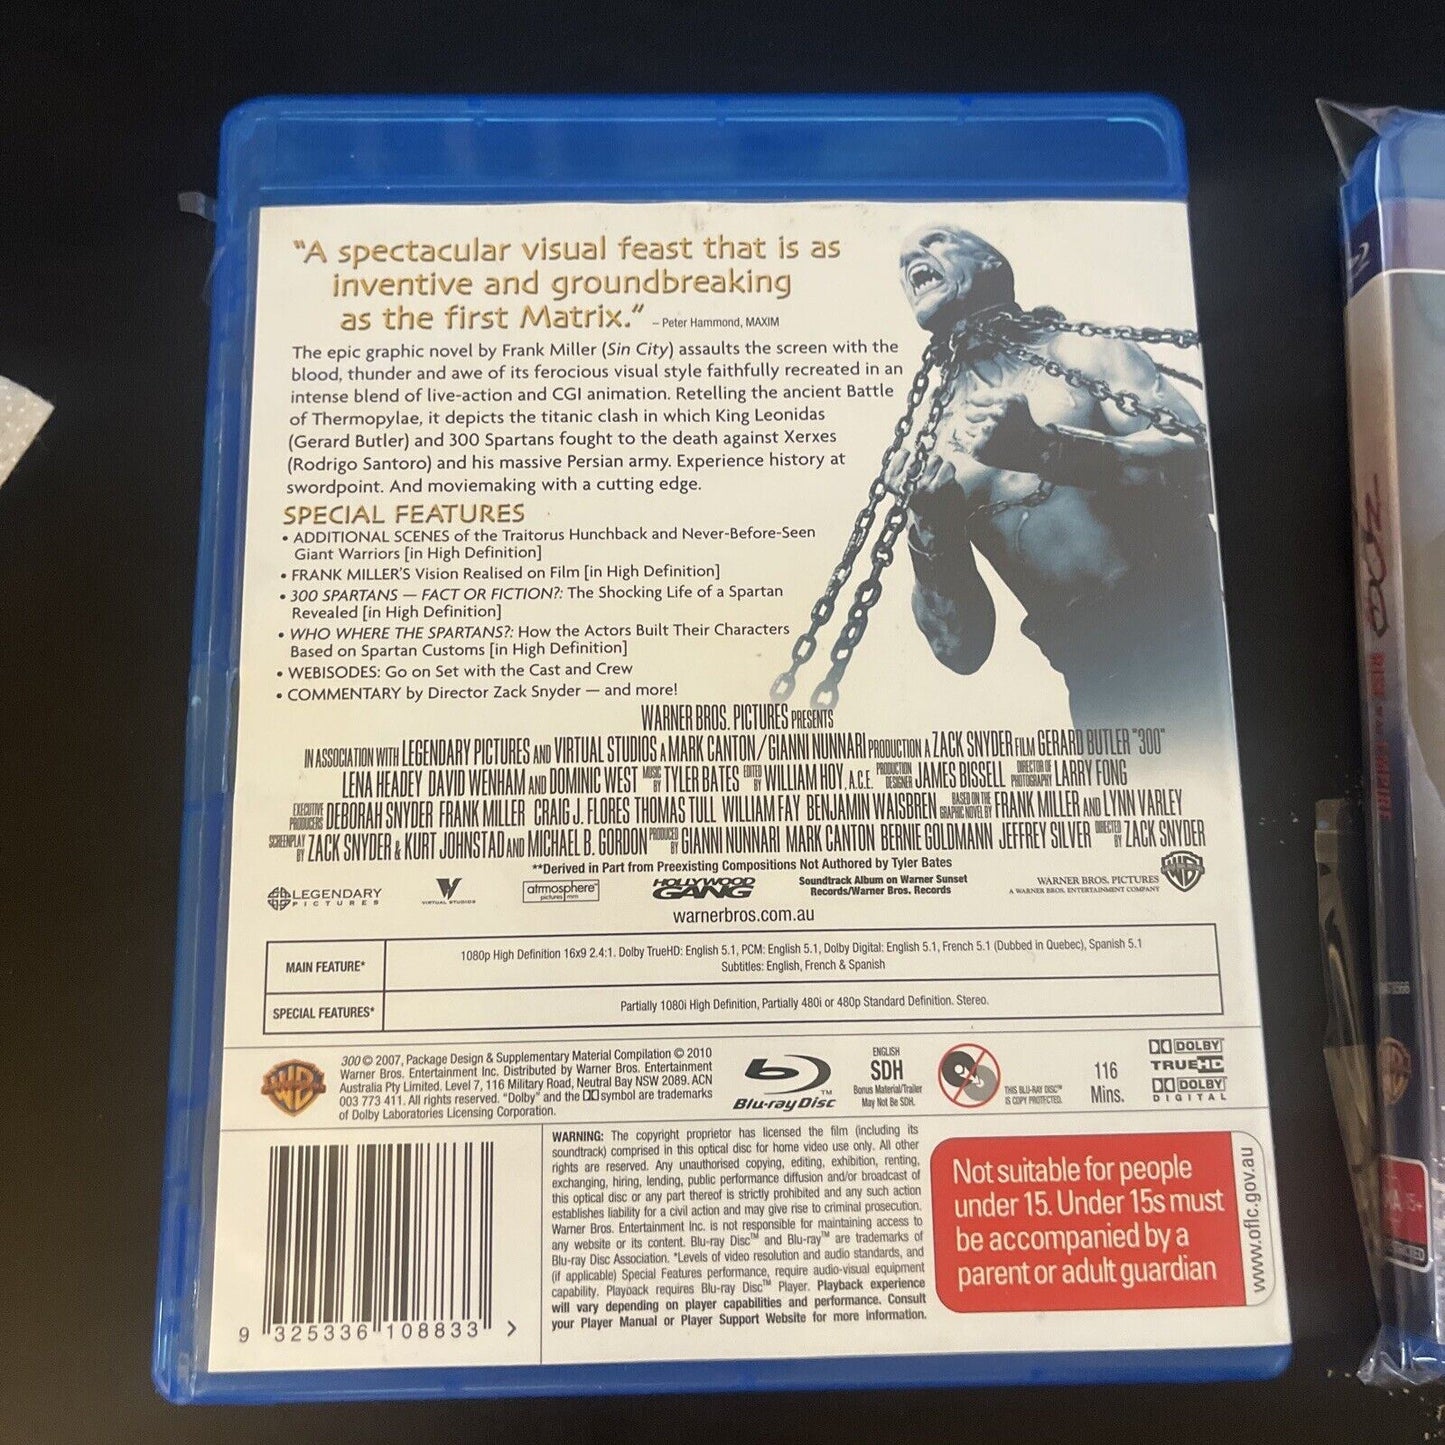 "A spectacular visual feast that is as
inventive and groundbreaking
as the first Matrix."
– Peter Hammond, MAXIM
The epic graphic novel by Frank Miller (Sin City) assaults the screen with the
blood, thunder and awe of its ferocious visual style faithfully recreated in an
intense blend of live-action and CGI animation. Retelling the ancient Battle
of Thermopylae, it depicts the titanic clash in which King Leonidas
(Gerard Butler) and 300 Spartans fought to the death against Xerxes
(Rodrigo Santoro) and his massive Persian army. Experience history at
swordpoint. And moviemaking with a cutting edge.
SPECIAL FEATURES
• ADDITIONAL SCENES of the Traitorus Hunchback and Never-Before-Seen
Giant Warriors [in High Definition]
• FRANK MILLER'S Vision Realised on Film [in High Definition]
• 300 SPARTANS — FACT OR FICTION?: The Shocking Life of a Spartan
Revealed [in High Definition]
• WHO WHERE THE SPARTANS?: How the Actors Built Their Characters
Based on Spartan Customs [in High Definition]
• WEBISODES: Go on Set with the Cast and Crew
• COMMENTARY by Director Zack Snyder — and more!
WARNER BROS. PICTURES PRESENTS
IN ASSOCIATION WITH LEGENDARY PICTURES AND VIRTUAL STUDIOS A MARK CANTON/GIANNI NUNNARI PRODUCTION A ZACK SNYDER FILM GERARD BUTLER "300"
LENA HEADEY DAVID WENHAM AND DOMINIC WEST MUSIC BY TYLER BATES EDITED BY WILLIAM HOY, A.C.E. PRODUCTION DESIGNER JAMES BISSELL DIRECTOR OF PHOTOGRAPHY LARRY FONG
EXECUTIVE PRODUCERS DEBORAH SNYDER FRANK MILLER CRAIG J. FLORES THOMAS TULL WILLIAM FAY BENJAMIN WAISBREN BASED ON THE GRAPHIC NOVEL BY FRANK MILLER AND LYNN VARLEY
SCREENPLAY BY ZACK SNYDER & KURT JOHNSTAD AND MICHAEL B. GORDON PRODUCED BY GIANNI NUNNARI MARK CANTON BERNIE GOLDMANN JEFFREY SILVER DIRECTED BY ZACK SNYDER
**Derived in Part from Preexisting Compositions Not Authored by Tyler Bates
LEGENDARY
PICTURES
VIRTUAL STUDIOS
atmosphere
pictures mm
HOLLYWOOD
GANG
Soundtrack Album on Warner Sunset
Records/Warner Bros. Records
WARNER BROS. PICTURES
A WARNER BROS. ENTERTAINMENT COMPANY
warnerbros.com.au
MAIN FEATURE*
1080p High Definition 16x9 2.4:1. Dolby TrueHD: English 5.1, PCM: English 5.1, Dolby Digital: English 5.1, French 5.1 (Dubbed in Quebec), Spanish 5.1
Subtitles: English, French & Spanish
SPECIAL FEATURES*
Partially 1080i High Definition, Partially 480i or 480p Standard Definition. Stereo.
300 © 2007, Package Design & Supplementary Material Compilation © 2010
Warner Bros. Entertainment Inc. Distributed by Warner Bros. Entertainment
Australia Pty Limited. Level 7, 116 Military Road, Neutral Bay NSW 2089. ACN
003 773 411. All rights reserved. "Dolby" and the DD symbol are trademarks
of Dolby Laboratories Licensing Corporation.
Blu-ray Disc™
ENGLISH
SDH
Bonus Material/Trailer
May Not Be SDH.
THIS BLU-RAY DISC™
IS COPY PROTECTED.
116
Mins.
DOLBY
TRUEHD
DOLBY
DIGITAL
WARNING: The copyright proprietor has licensed the film (including its
soundtrack) comprised in this optical disc for home video use only. All other
rights are reserved. Any unauthorised copying, editing, exhibition, renting,
exchanging, hiring, lending, public performance diffusion and/or broadcast of
this optical disc or any part thereof is strictly prohibited and any such action
establishes liability for a civil action and may give rise to criminal prosecution.
Warner Bros. Entertainment Inc. is not responsible for maintaining access to
any website or its content. Blu-ray Disc™ and Blu-ray™ are trademarks of
Blu-ray Disc Association. *Levels of video resolution and audio standards, and
(if applicable) Special Features performance, require audio-visual equipment
capability. Playback requires Blu-ray Disc™ Player. Playback experience
will vary depending on player capabilities and performance. Consult
your Player Manual or Player Support Website for more information.
Not suitable for people
under 15. Under 15s must
be accompanied by a
parent or adult guardian
www.oflc.gov.au
9 325336 108833 >
300
RISE OF AN EMPIRE